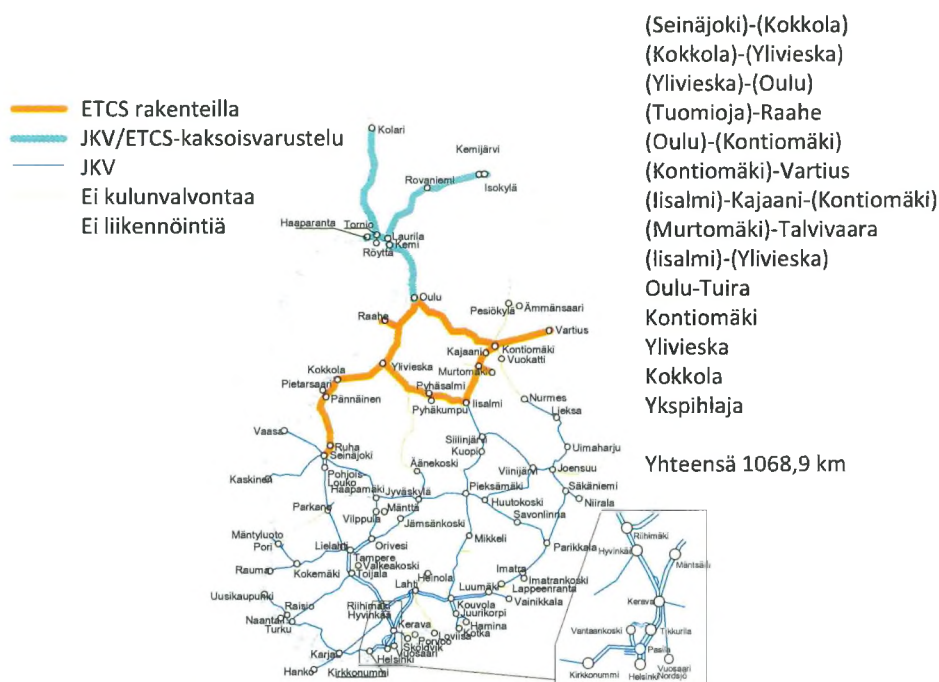 (Seinäjoki)-(Kokkola)
(Kokkola)-(Ylivieska)
(Ylivieska)-(Oulu)
(Tuomioja)-Raahe
(Oulu)-(Kontiomäki)
(Kontiomäki)-Vartius
(Iisalmi)-Kajaani-(Kontiomäki)
(Murtomäki)-Talvivaara
(Iisalmi)-(Ylivieska)
Oulu-Tuira
Kontiomäki
Ylivieska
Kokkola
Ykspihlaja
Yhteensä 1068,9 km
ETCS rakenteilla
JKV/ETCS-kaksoisvarustelu
JKV
Ei kulunvalvontaa
Ei liikennöintiä
Kolari
Kemijärvi
Rovaniemi
Isokylä
Haaparanta
Tornio
Laurila
Kemi
Röyttä
Oulu
Pesiökylä
Ämmänsaari
Raahe
Vartius
Kajaani
Kontiomäki
Vuokatti
Murtomäki
Kokkola
Ylivieska
Pietarsaari
Pännäinen
Pyhäsalmi
Pyhäkumpu
Iisalmi
Nurmes
Lieksa
Vaasa
Ruha
Seinäjoki
Siilinjärvi
Kuopi
Uimaharju
Kaskinen
Pohjois-
Louko
Haapamäki
Äänekoski
Jyväskylä
Viinijärvi
Joensuu
Pieksämäki
Huutokoski
Säkäniemi
Niirala
Parkano
Vilppula
Mänttä
Jämsänkoski
Savonlinna
Mäntyluoto
Pori
Lielahti
Orivesi
Mikkeli
Parikkala
Tampere
Valkeakoski
Toijala
Rauma
Kokemäki
Lahti
Heinola
Luumäki
Imatra
Imatrankoski
Lappeenranta
Vainikkala
Uusikaupunki
Raisio
Naantali
Turku
Riihimäki
Hyvinkää
Kouvola
Juurikorpi
Hamina
Kotka
Kerava
Loviisa
Porvoo
Sköldvik
Vuosaari
Helsinki
Karjaa
Hanko
Kirkkonummi
Riihimäki
Hyvinkää
Mäntsälä
Kerava
Vantaankoski
Tikkurila
Pasila
Kirkkonummi
Helsinki
Vuosaari
Nordsjö